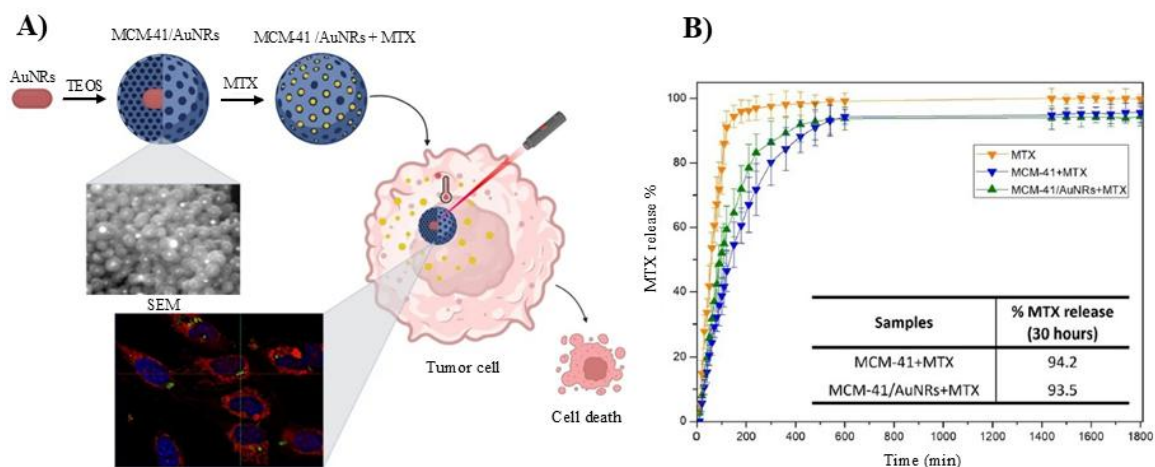 A)
MCM-41/AuNRs
MCM-41 /AuNRs + MTX
AuNRs
TEOS
MTX
SEM
Tumor cell
Cell death
B)
MTX release %
100
80
60
40
20
0
0 200 400 600 800 1000 1200 1400 1600 1800
Time (min)
MTX
MCM-41+MTX
MCM-41/AuNRs+MTX
Samples % MTX release
(30 hours)
MCM-41+MTX 94.2
MCM-41/AuNRs+MTX 93.5